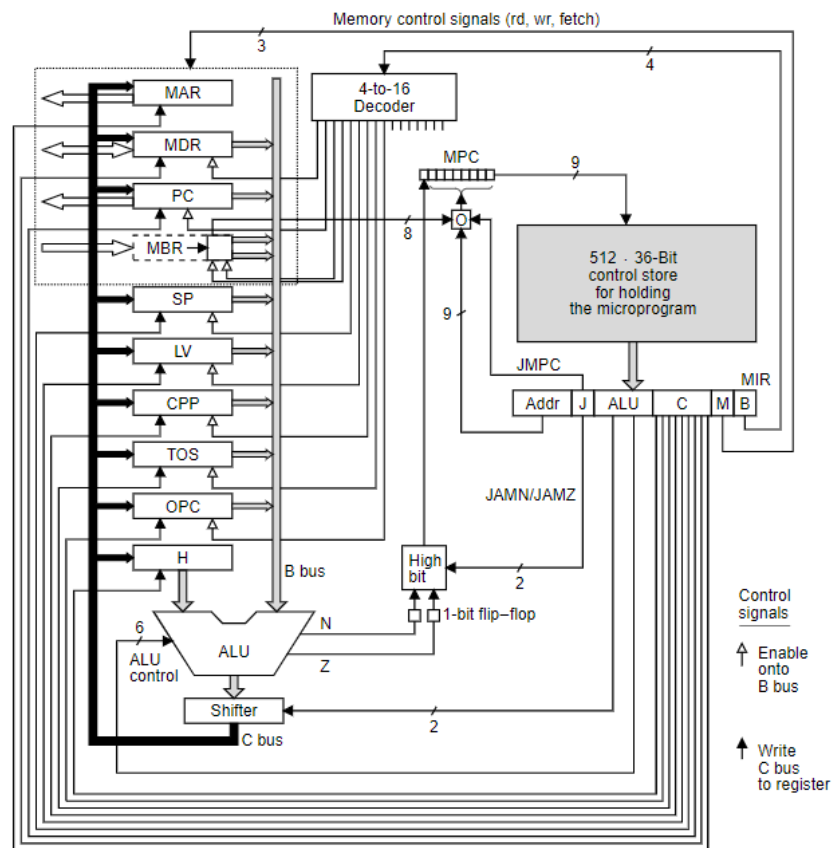 Memory control signals (rd, wr, fetch)
3
4
MAR
4-to-16
Decoder
MDR
MPC
9
PC
O
8
MBR
512 · 36-Bit
control store
for holding
the microprogram
SP
9
LV
JMPC
MIR
Addr J ALU C M B
CPP
TOS
JAMN/JAMZ
OPC
H
High
bit
2
B bus
Control
signals
6
N
1-bit flip–flop
ALU
control
ALU
Z
Enable
onto
B bus
Shifter
2
C bus
Write
C bus
to register